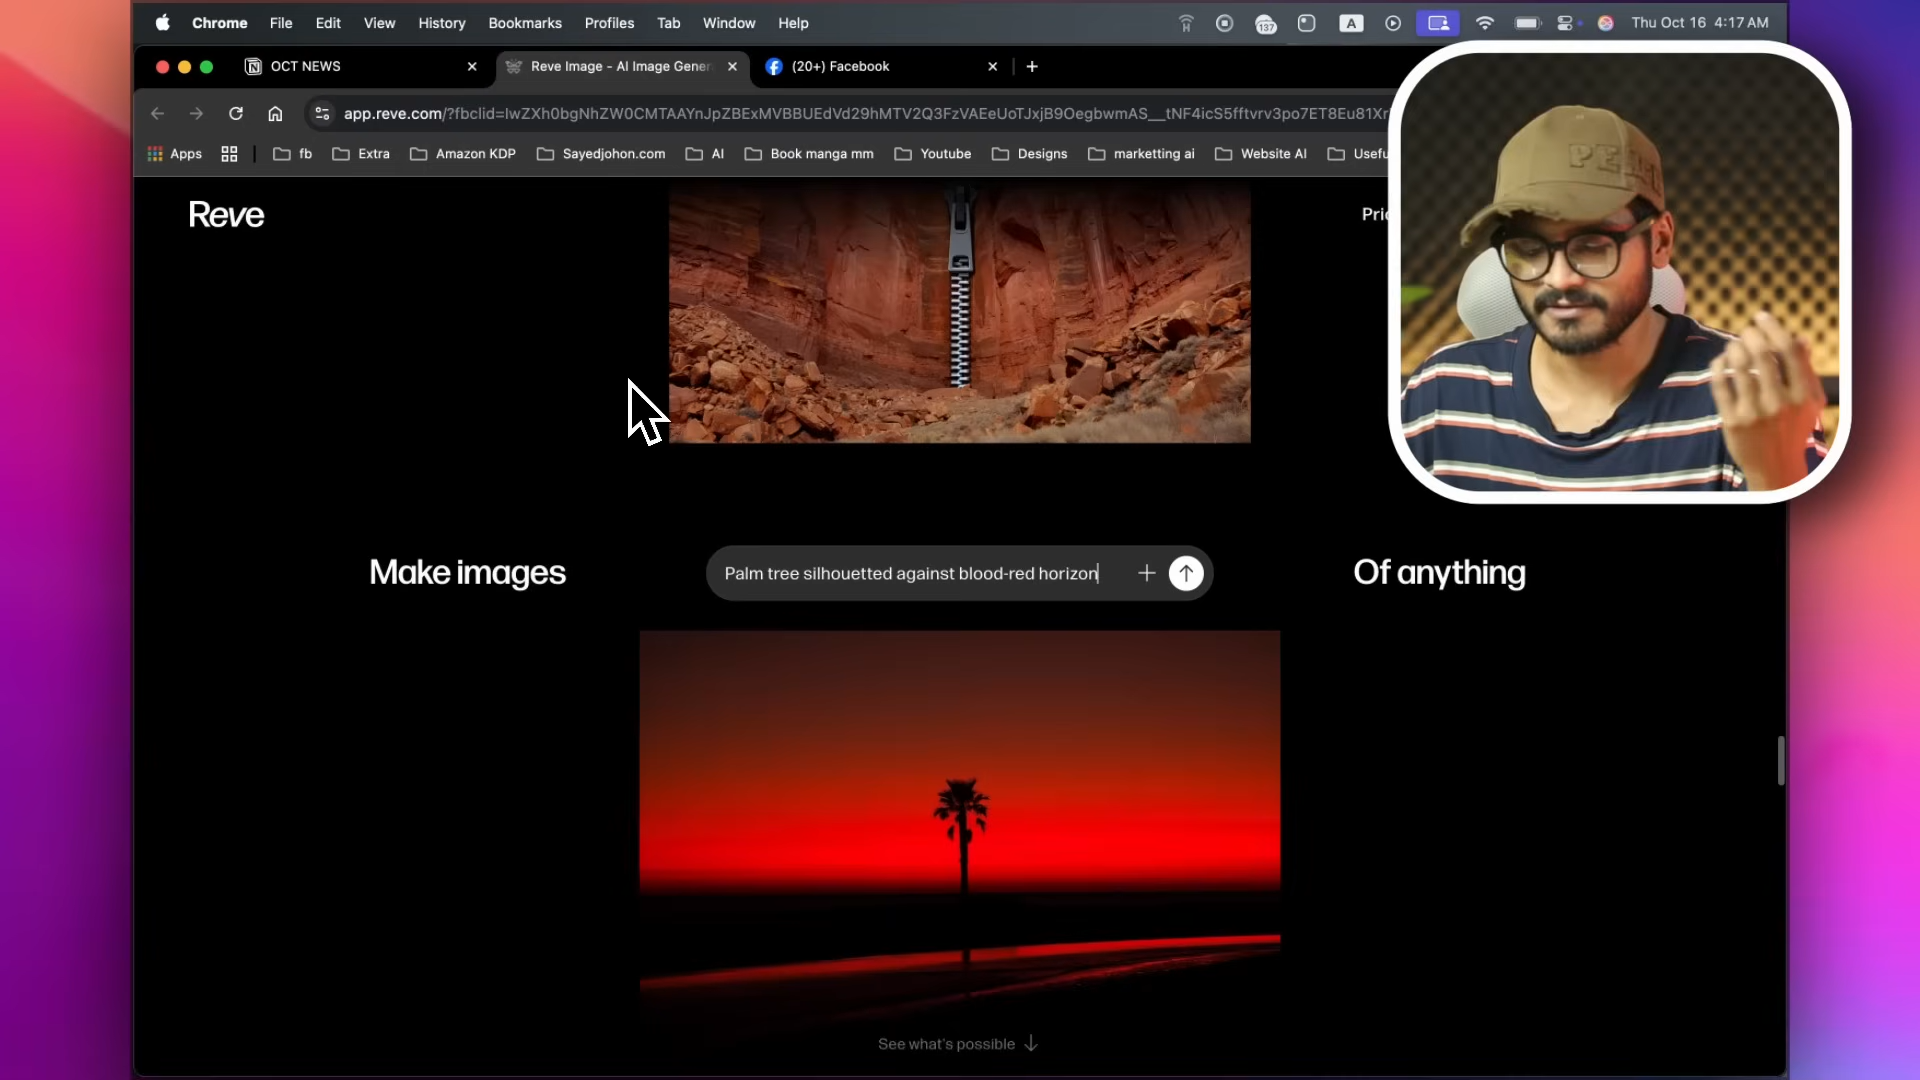 Chrome File Edit View History Bookmarks Profiles Tab Window Help
137
A
Thu Oct 16 4:17 AM
OCT NEWS
Reve Image - AI Image Gener
(20+) Facebook
app.reve.com/?fbclid=IwZXh0bgNhZW0CMTAAYnJpZBExMVBBUEdVd29hMTV2Q3FzVAEeUoTJxjB9OegbwmAS__tNF4icS5fftvrv3po7ET8Eu81Xr
Apps
fb
Extra
Amazon KDP
Sayedjohon.com
AI
Book manga mm
Youtube
Designs
marketting ai
Website AI
Usefu
Reve
Pric
Make images
Palm tree silhouetted against blood-red horizon
Of anything
See what's possible